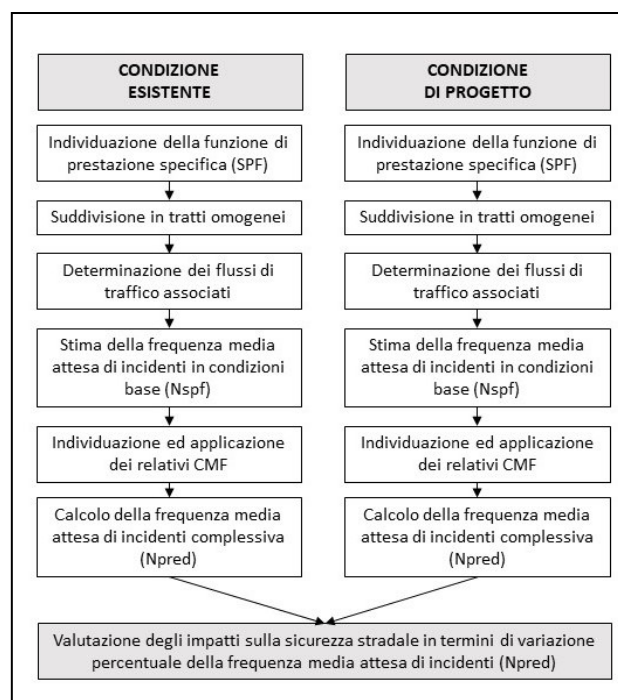 CONDIZIONE
ESISTENTE
Individuazione della funzione di
prestazione specifica (SPF)
Suddivisione in tratti omogenei
Determinazione dei flussi di
traffico associati
Stima della frequenza media
attesa di incidenti in condizioni
base (Nspf)
Individuazione ed applicazione
dei relativi CMF
Calcolo della frequenza media
attesa di incidenti complessiva
(Npred)
CONDIZIONE
DI PROGETTO
Individuazione della funzione di
prestazione specifica (SPF)
Suddivisione in tratti omogenei
Determinazione dei flussi di
traffico associati
Stima della frequenza media
attesa di incidenti in condizioni
base (Nspf)
Individuazione ed applicazione
dei relativi CMF
Calcolo della frequenza media
attesa di incidenti complessiva
(Npred)
Valutazione degli impatti sulla sicurezza stradale in termini di variazione
percentuale della frequenza media attesa di incidenti (Npred)